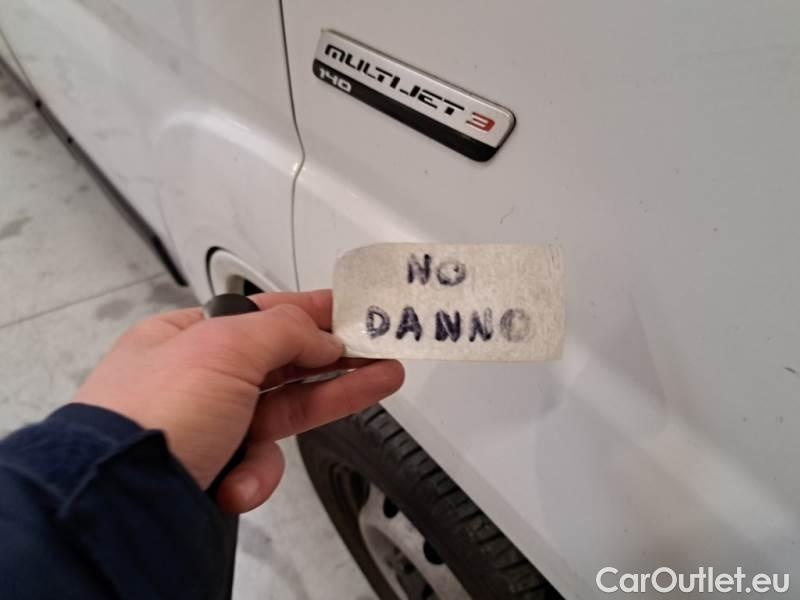 MULTIJET 3
140
NO
DANNO
CarOutlet.eu